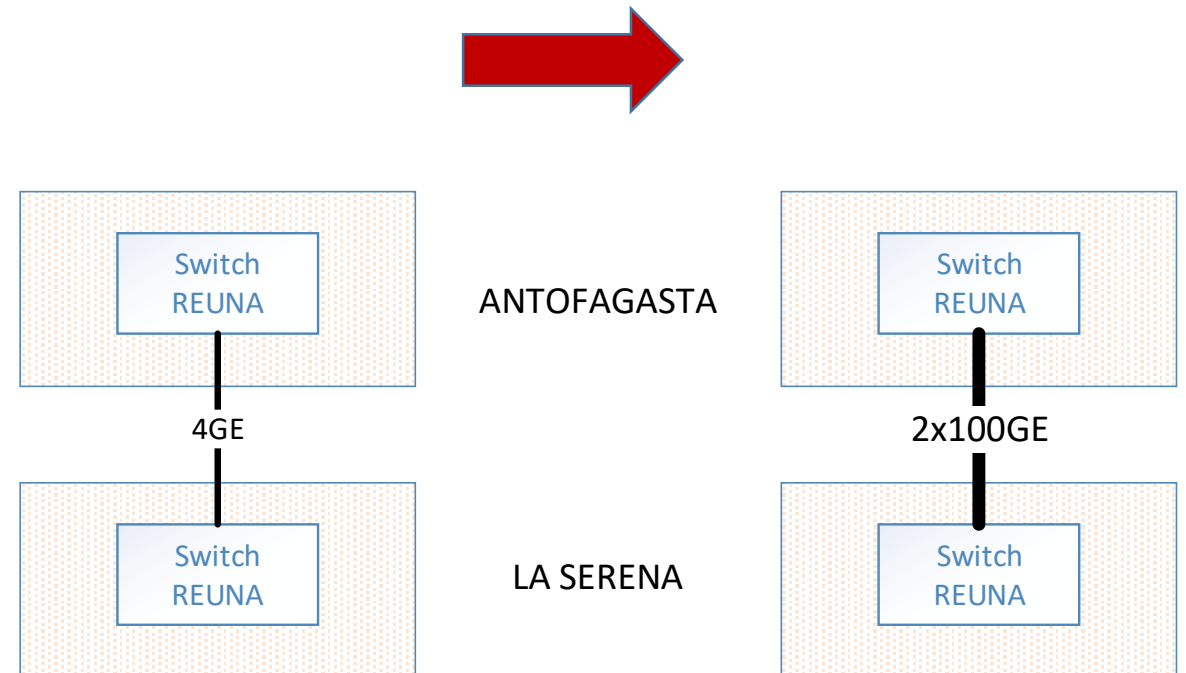 Switch
REUNA
ANTOFAGASTA
Switch
REUNA
4GE
2x100GE
Switch
REUNA
LA SERENA
Switch
REUNA